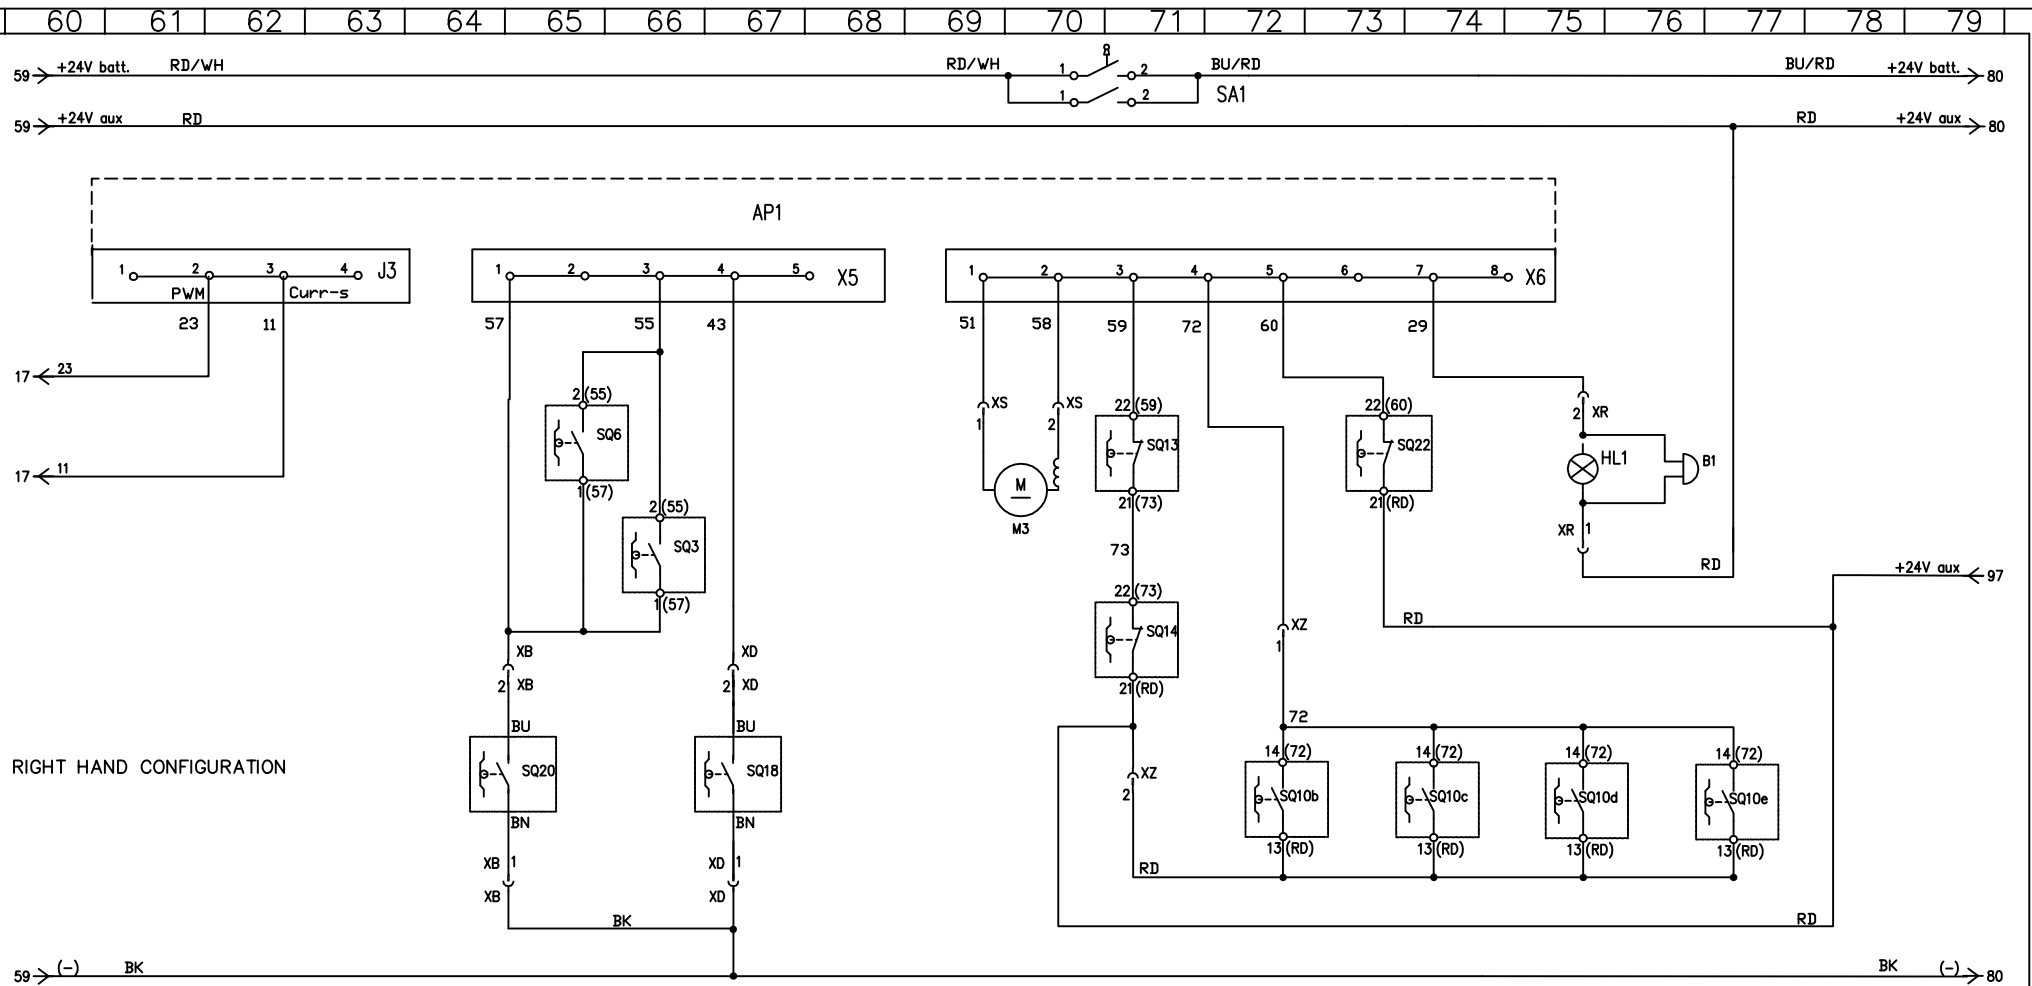 60 61 62 63 64 65 66 67 68 69 70 71 72 73 74 75 76 77 78 79
8
59 +24V batt. RD/WH RD/WH 1 2 BU/RD BU/RD +24V batt. 80
1 2 SA1
59 +24V aux RD RD +24V aux 80
AP1
1 2 3 4 J3 1 2 3 4 5 X5 1 2 3 4 5 6 7 8 X6
PWM Curr-s
23 11 57 55 43 51 58 59 72 60 29
17 23
2 (55) XS XS 22 (59) 22 (60) 2 XR
1 2
SQ6 SQ13 SQ22 HL1 B1
17 11
M
1 (57) 21 (73) 21 (RD)
2 (55) M3 XR 1
SQ3 73 RD
+24V aux 97
1 (57) 22 (73)
RD
SQ14 XZ
1
XB XD
2 XB 2 XD 21 (RD)
BU BU 72
14 (72) 14 (72) 14 (72) 14 (72)
RIGHT HAND CONFIGURATION SQ20 SQ18 XZ
2
SQ10b SQ10c SQ10d SQ10e
BN BN
13 (RD) 13 (RD) 13 (RD) 13 (RD)
XB 1 XD 1 RD
XB XD
BK RD
59 (-) BK BK (-) 80